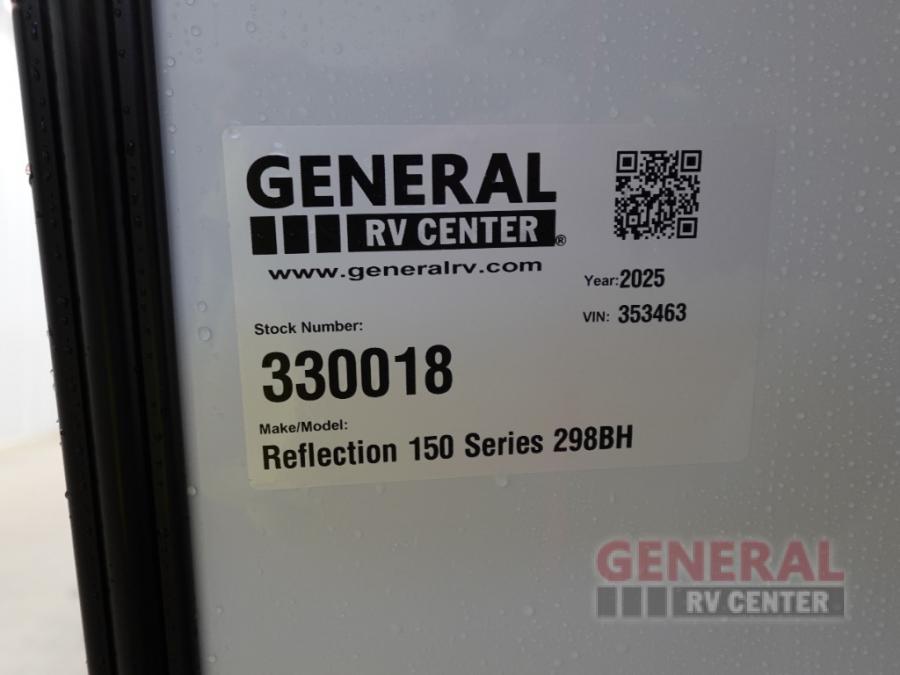 GENERAL
RV CENTER®
www.generalrv.com
Year: 2025
VIN: 353463
Stock Number:
330018
Make/Model:
Reflection 150 Series 298BH
GENERAL
RV CENTER